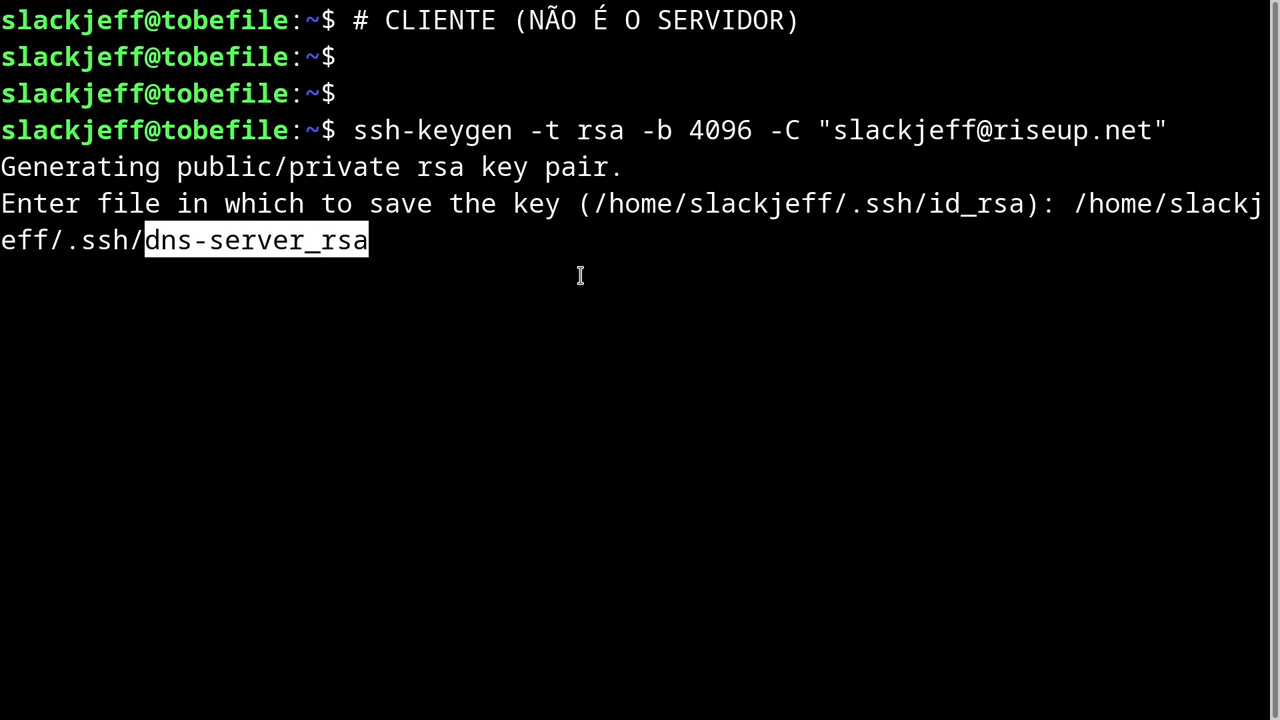 slackjeff@tobefile:~$ # CLIENTE (NÃO É O SERVIDOR)
slackjeff@tobefile:~$
slackjeff@tobefile:~$
slackjeff@tobefile:~$ ssh-keygen -t rsa -b 4096 -C "slackjeff@riseup.net"
Generating public/private rsa key pair.
Enter file in which to save the key (/home/slackjeff/.ssh/id_rsa): /home/slackj
eff/.ssh/dns-server_rsa